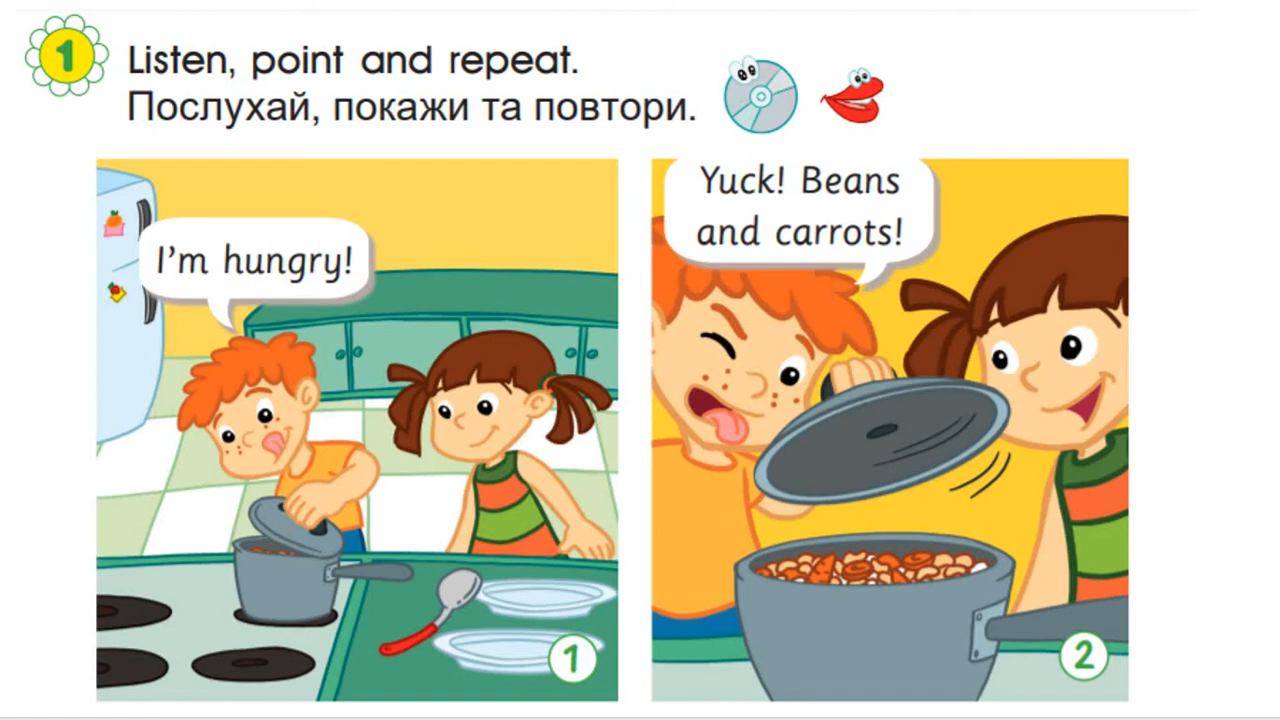 1
Listen, point and repeat.
Послухай, покажи та повтори.
I'm hungry!
1
Yuck! Beans
and carrots!
2